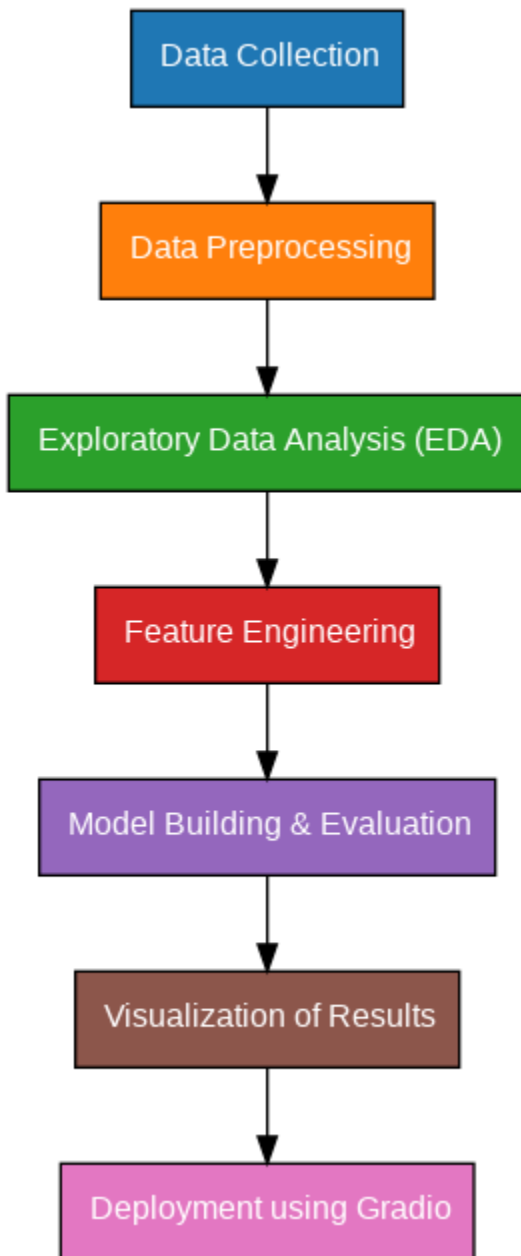 Data Collection
Data Preprocessing
Exploratory Data Analysis (EDA)
Feature Engineering
Model Building & Evaluation
Visualization of Results
Deployment using Gradio